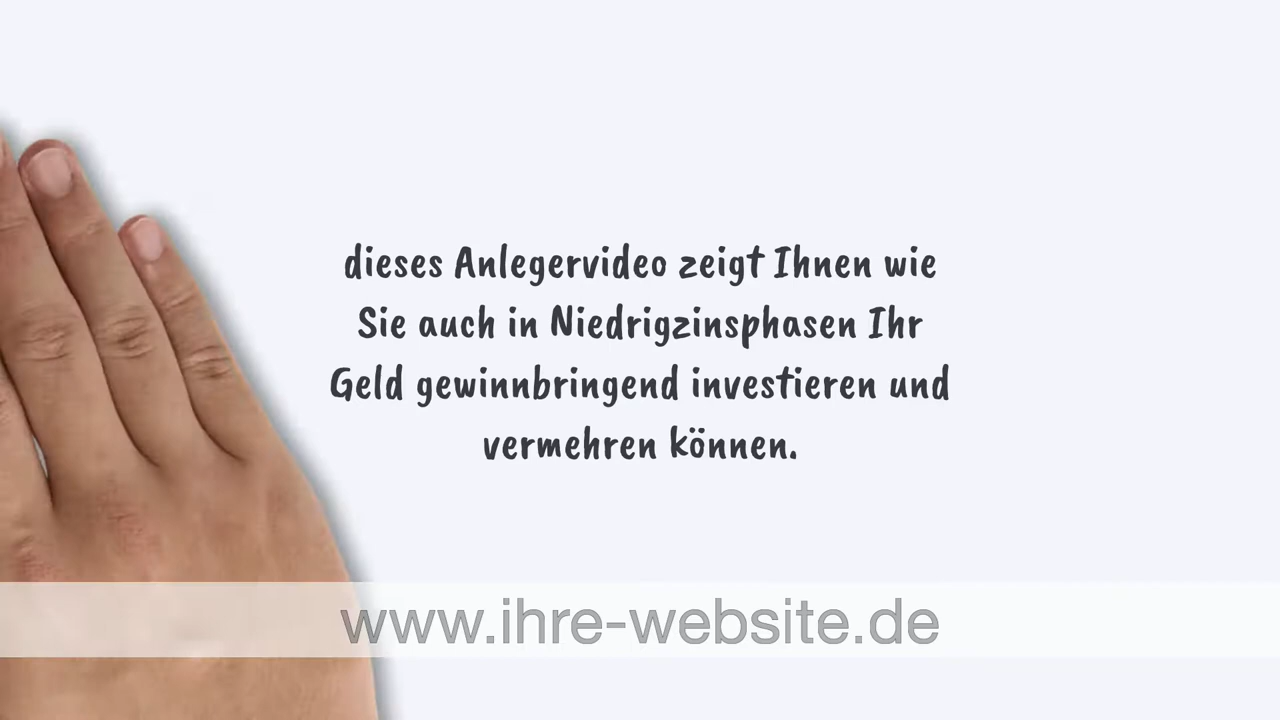 dieses Anlegervideo zeigt Ihnen wie
Sie auch in Niedrigzinsphasen Ihr
Geld gewinnbringend investieren und
vermehren können.
www.ihre-website.de